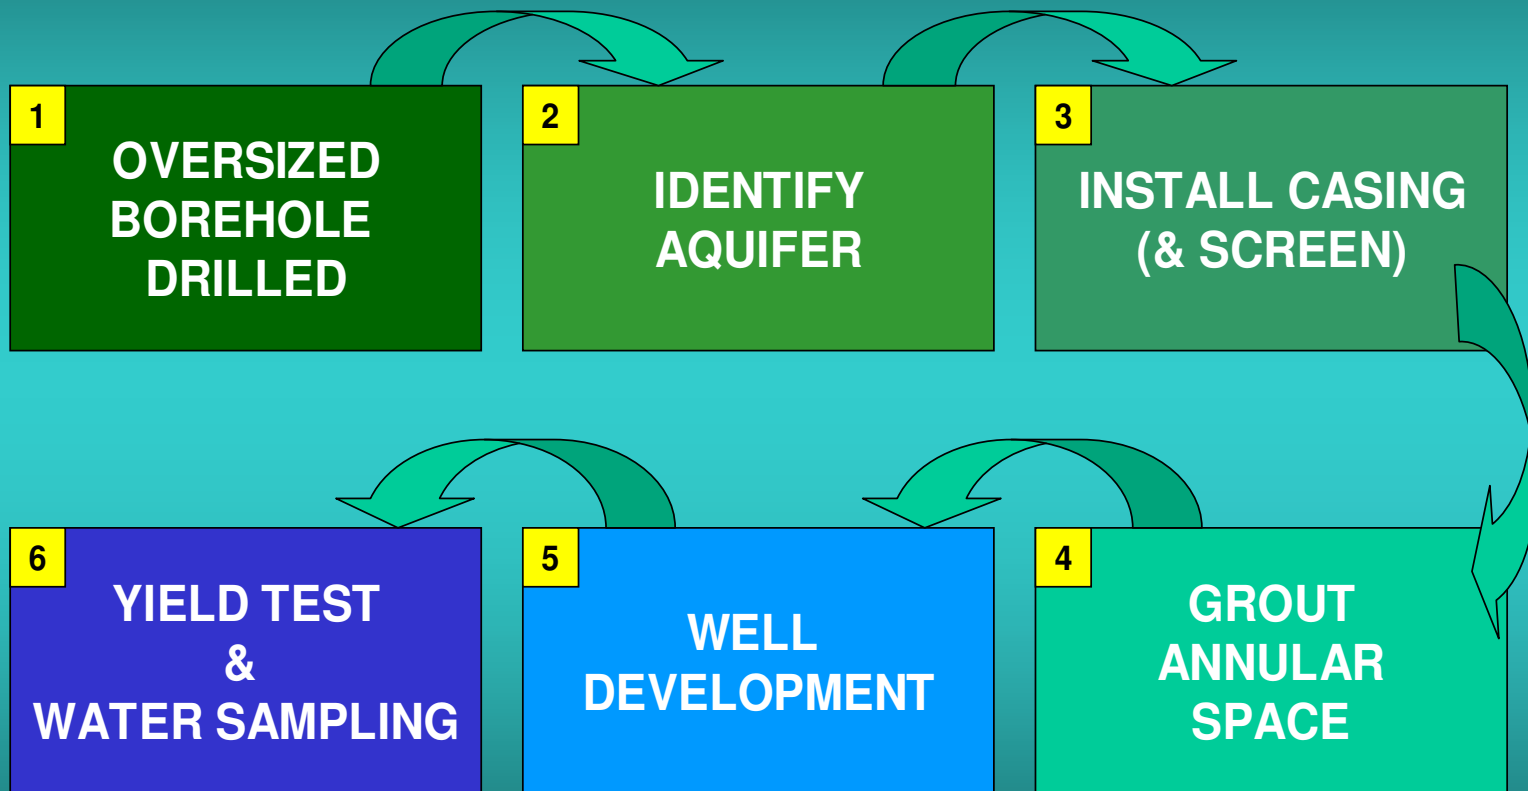 1
OVERSIZED
BOREHOLE
DRILLED
2
IDENTIFY
AQUIFER
3
INSTALL CASING
(& SCREEN)
4
GROUT
ANNULAR
SPACE
5
WELL
DEVELOPMENT
6
YIELD TEST
&
WATER SAMPLING